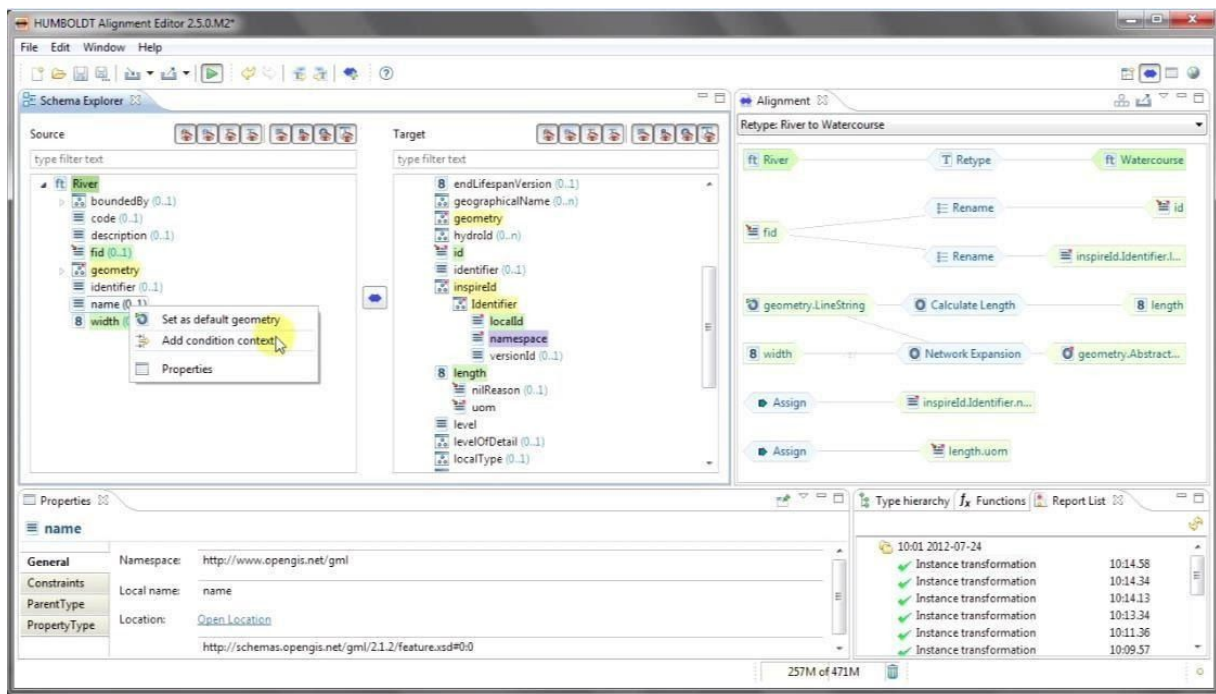 HUMBOLDT Alignment Editor 2.5.0.M2*
File Edit Window Help
Schema Explorer
Source
type filter text
ft River
boundedBy (0..1)
code (0..1)
description (0..1)
fid (0..1)
geometry
identifier (0..1)
name (0..1)
8 width
Set as default geometry
Add condition context
Properties
Target
type filter text
8 endLifespanVersion (0..1)
geographicalName (0..n)
geometry
hydroId (0..n)
id
identifier (0..1)
inspireId
Identifier
localId
namespace
versionId (0..1)
8 length
nilReason (0..1)
uom
level
levelOfDetail (0..1)
localType (0..1)
Alignment
Retype: River to Watercourse
ft River T Retype ft Watercourse
Rename id
fid
Rename inspireId.Identifier.l...
geometry.LineString Calculate Length 8 length
8 width Network Expansion geometry.Abstract...
Assign inspireId.Identifier.n...
Assign length.uom
Properties
name
General
Constraints
ParentType
PropertyType
Namespace: http://www.opengis.net/gml
Local name: name
Location: Open Location
http://schemas.opengis.net/gml/2.1.2/feature.xsd#0:0
Type hierarchy fx Functions Report List
10:01 2012-07-24
Instance transformation 10:14.58
Instance transformation 10:14.34
Instance transformation 10:14.13
Instance transformation 10:13.34
Instance transformation 10:11.36
Instance transformation 10:09.57
257M of 471M